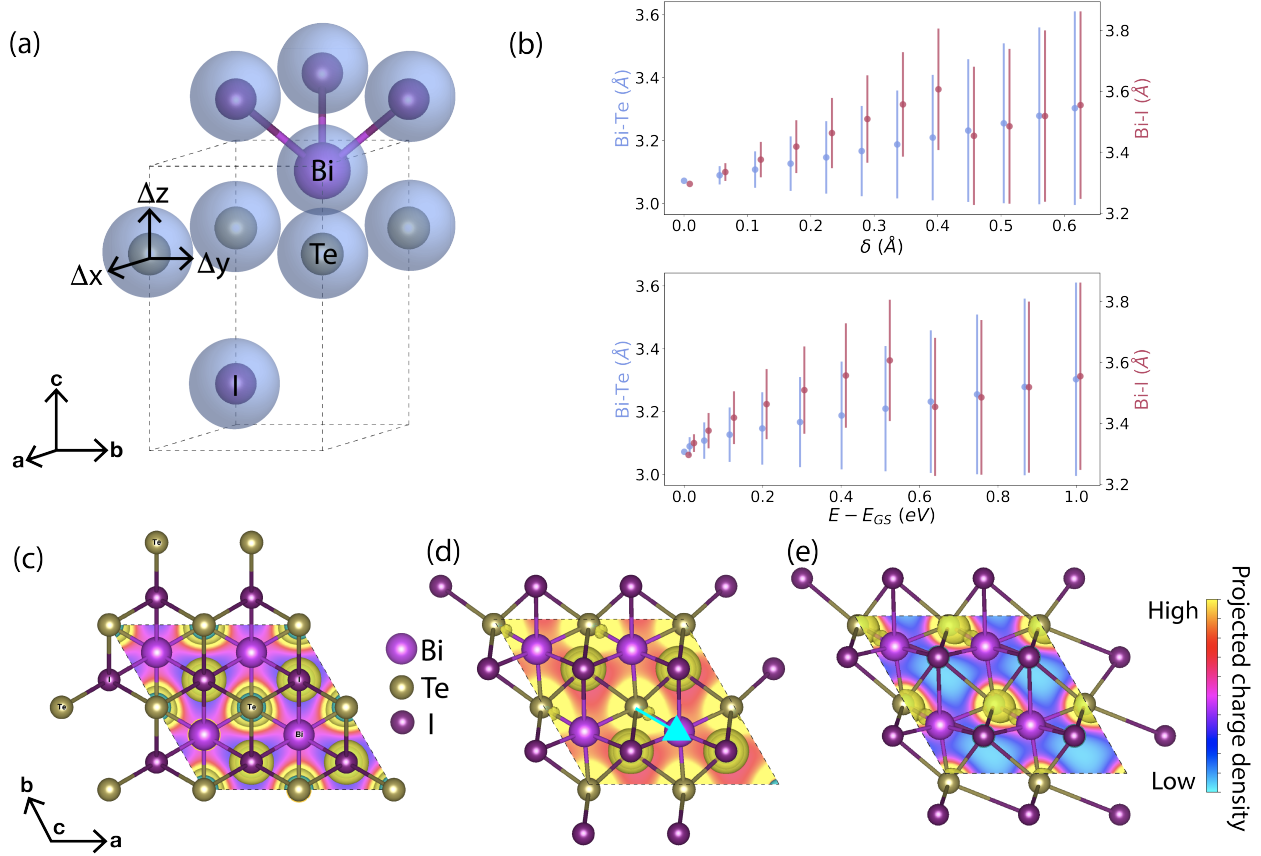 (a)
Bi
Δz
Te
Δx
Δy
I
c
a
b
(b)
3.6
3.4
3.2
3.0
Bi-Te (Å)
3.8
3.6
3.4
3.2
Bi-I (Å)
0.0 0.1 0.2 0.3 0.4 0.5 0.6
δ (Å)
3.6
3.4
3.2
3.0
Bi-Te (Å)
3.8
3.6
3.4
3.2
Bi-I (Å)
0.0 0.2 0.4 0.6 0.8 1.0
E − E_GS (eV)
(c)
Te
I
I
Te
Te
Bi
Bi
Te
I
b
c
a
(d)
(e)
High
Low
Projected charge density